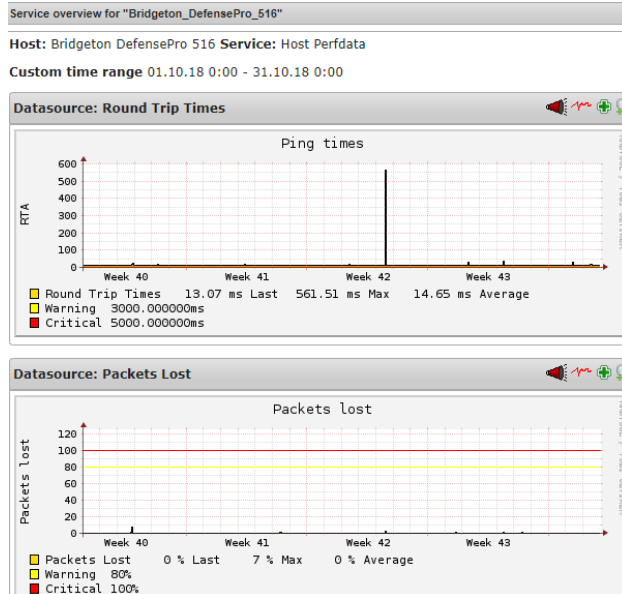 Service overview for "Bridgeton_DefensePro_516"
Host: Bridgeton DefensePro 516 Service: Host Perfdata
Custom time range 01.10.18 0:00 - 31.10.18 0:00
Datasource: Round Trip Times
Ping times
RTA
600
500
400
300
200
100
0
Week 40 Week 41 Week 42 Week 43
Round Trip Times 13.07 ms Last 561.51 ms Max 14.65 ms Average
Warning 3000.000000ms
Critical 5000.000000ms
Datasource: Packets Lost
Packets lost
Packets lost
120
100
80
60
40
20
0
Week 40 Week 41 Week 42 Week 43
Packets Lost 0 % Last 7 % Max 0 % Average
Warning 80%
Critical 100%